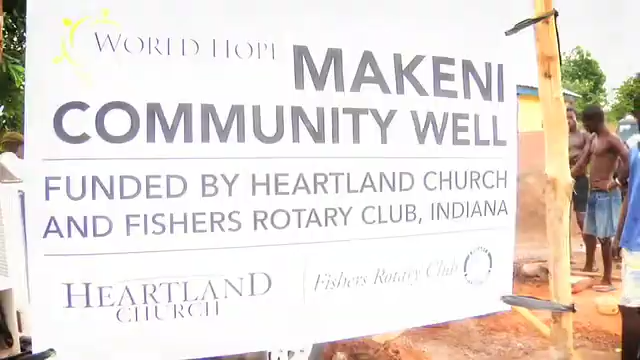 WORLD HOPE
MAKENI
COMMUNITY WELL
FUNDED BY HEARTLAND CHURCH
AND FISHERS ROTARY CLUB, INDIANA
HEARTLAND
CHURCH
Fishers Rotary Club